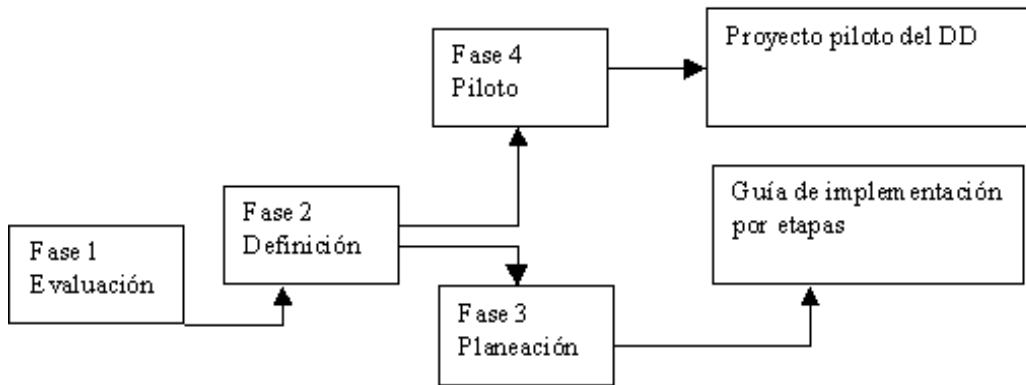 Fase 4
Piloto
Proyecto piloto del DD
Guía de implementación
por etapas
Fase 2
Definición
Fase 1
Evaluación
Fase 3
Planeación